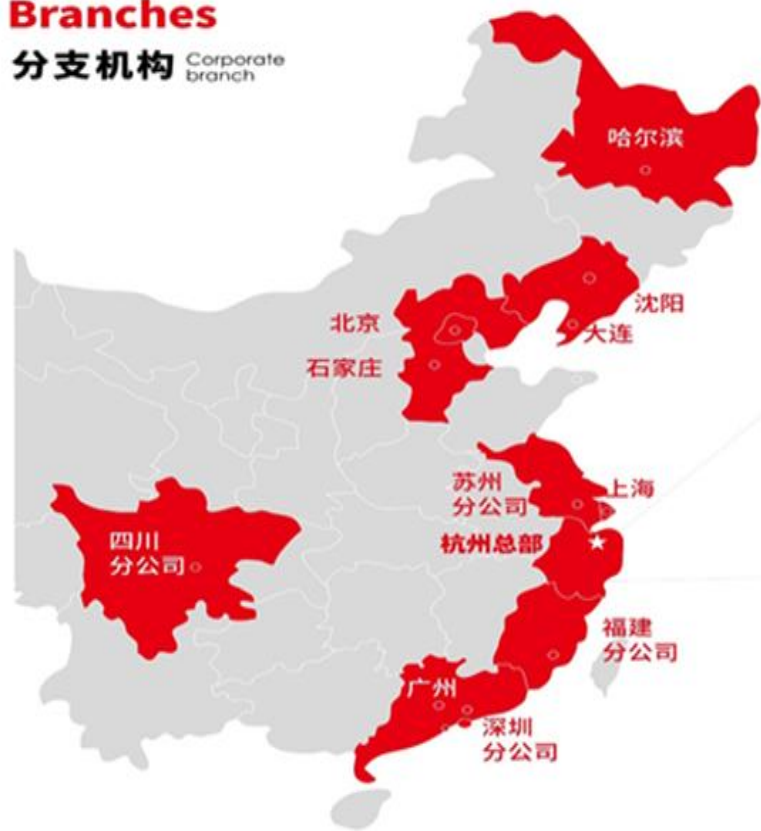 Branches
分支机构 Corporate
branch
哈尔滨
沈阳
北京
大连
石家庄
苏州
分公司
上海
杭州总部
四川
分公司
福建
分公司
广州
深圳
分公司